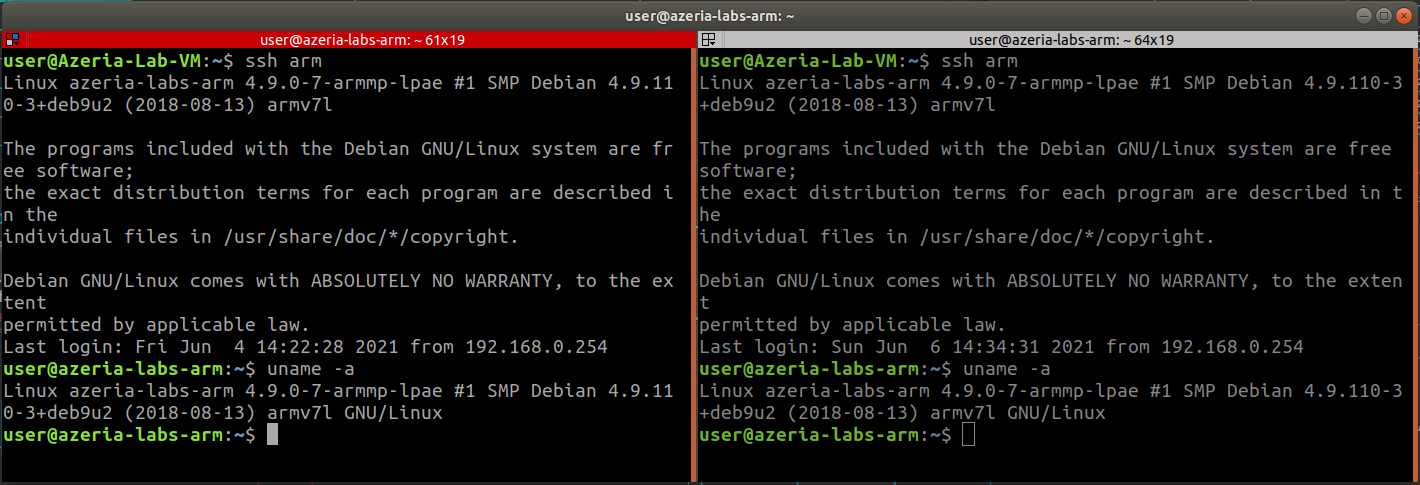 user@azeria-labs-arm: ~
user@azeria-labs-arm: ~ 61x19
user@Azeria-Lab-VM:~$ ssh arm
Linux azeria-labs-arm 4.9.0-7-armmp-lpae #1 SMP Debian 4.9.11
0-3+deb9u2 (2018-08-13) armv7l
The programs included with the Debian GNU/Linux system are fr
ee software;
the exact distribution terms for each program are described i
n the
individual files in /usr/share/doc/*/copyright.
Debian GNU/Linux comes with ABSOLUTELY NO WARRANTY, to the ex
tent
permitted by applicable law.
Last login: Fri Jun  4 14:22:28 2021 from 192.168.0.254
user@azeria-labs-arm:~$ uname -a
Linux azeria-labs-arm 4.9.0-7-armmp-lpae #1 SMP Debian 4.9.11
0-3+deb9u2 (2018-08-13) armv7l GNU/Linux
user@azeria-labs-arm:~$
user@azeria-labs-arm: ~ 64x19
user@Azeria-Lab-VM:~$ ssh arm
Linux azeria-labs-arm 4.9.0-7-armmp-lpae #1 SMP Debian 4.9.110-3
+deb9u2 (2018-08-13) armv7l
The programs included with the Debian GNU/Linux system are free
software;
the exact distribution terms for each program are described in t
he
individual files in /usr/share/doc/*/copyright.
Debian GNU/Linux comes with ABSOLUTELY NO WARRANTY, to the exten
t
permitted by applicable law.
Last login: Sun Jun  6 14:34:31 2021 from 192.168.0.254
user@azeria-labs-arm:~$ uname -a
Linux azeria-labs-arm 4.9.0-7-armmp-lpae #1 SMP Debian 4.9.110-3
+deb9u2 (2018-08-13) armv7l GNU/Linux
user@azeria-labs-arm:~$